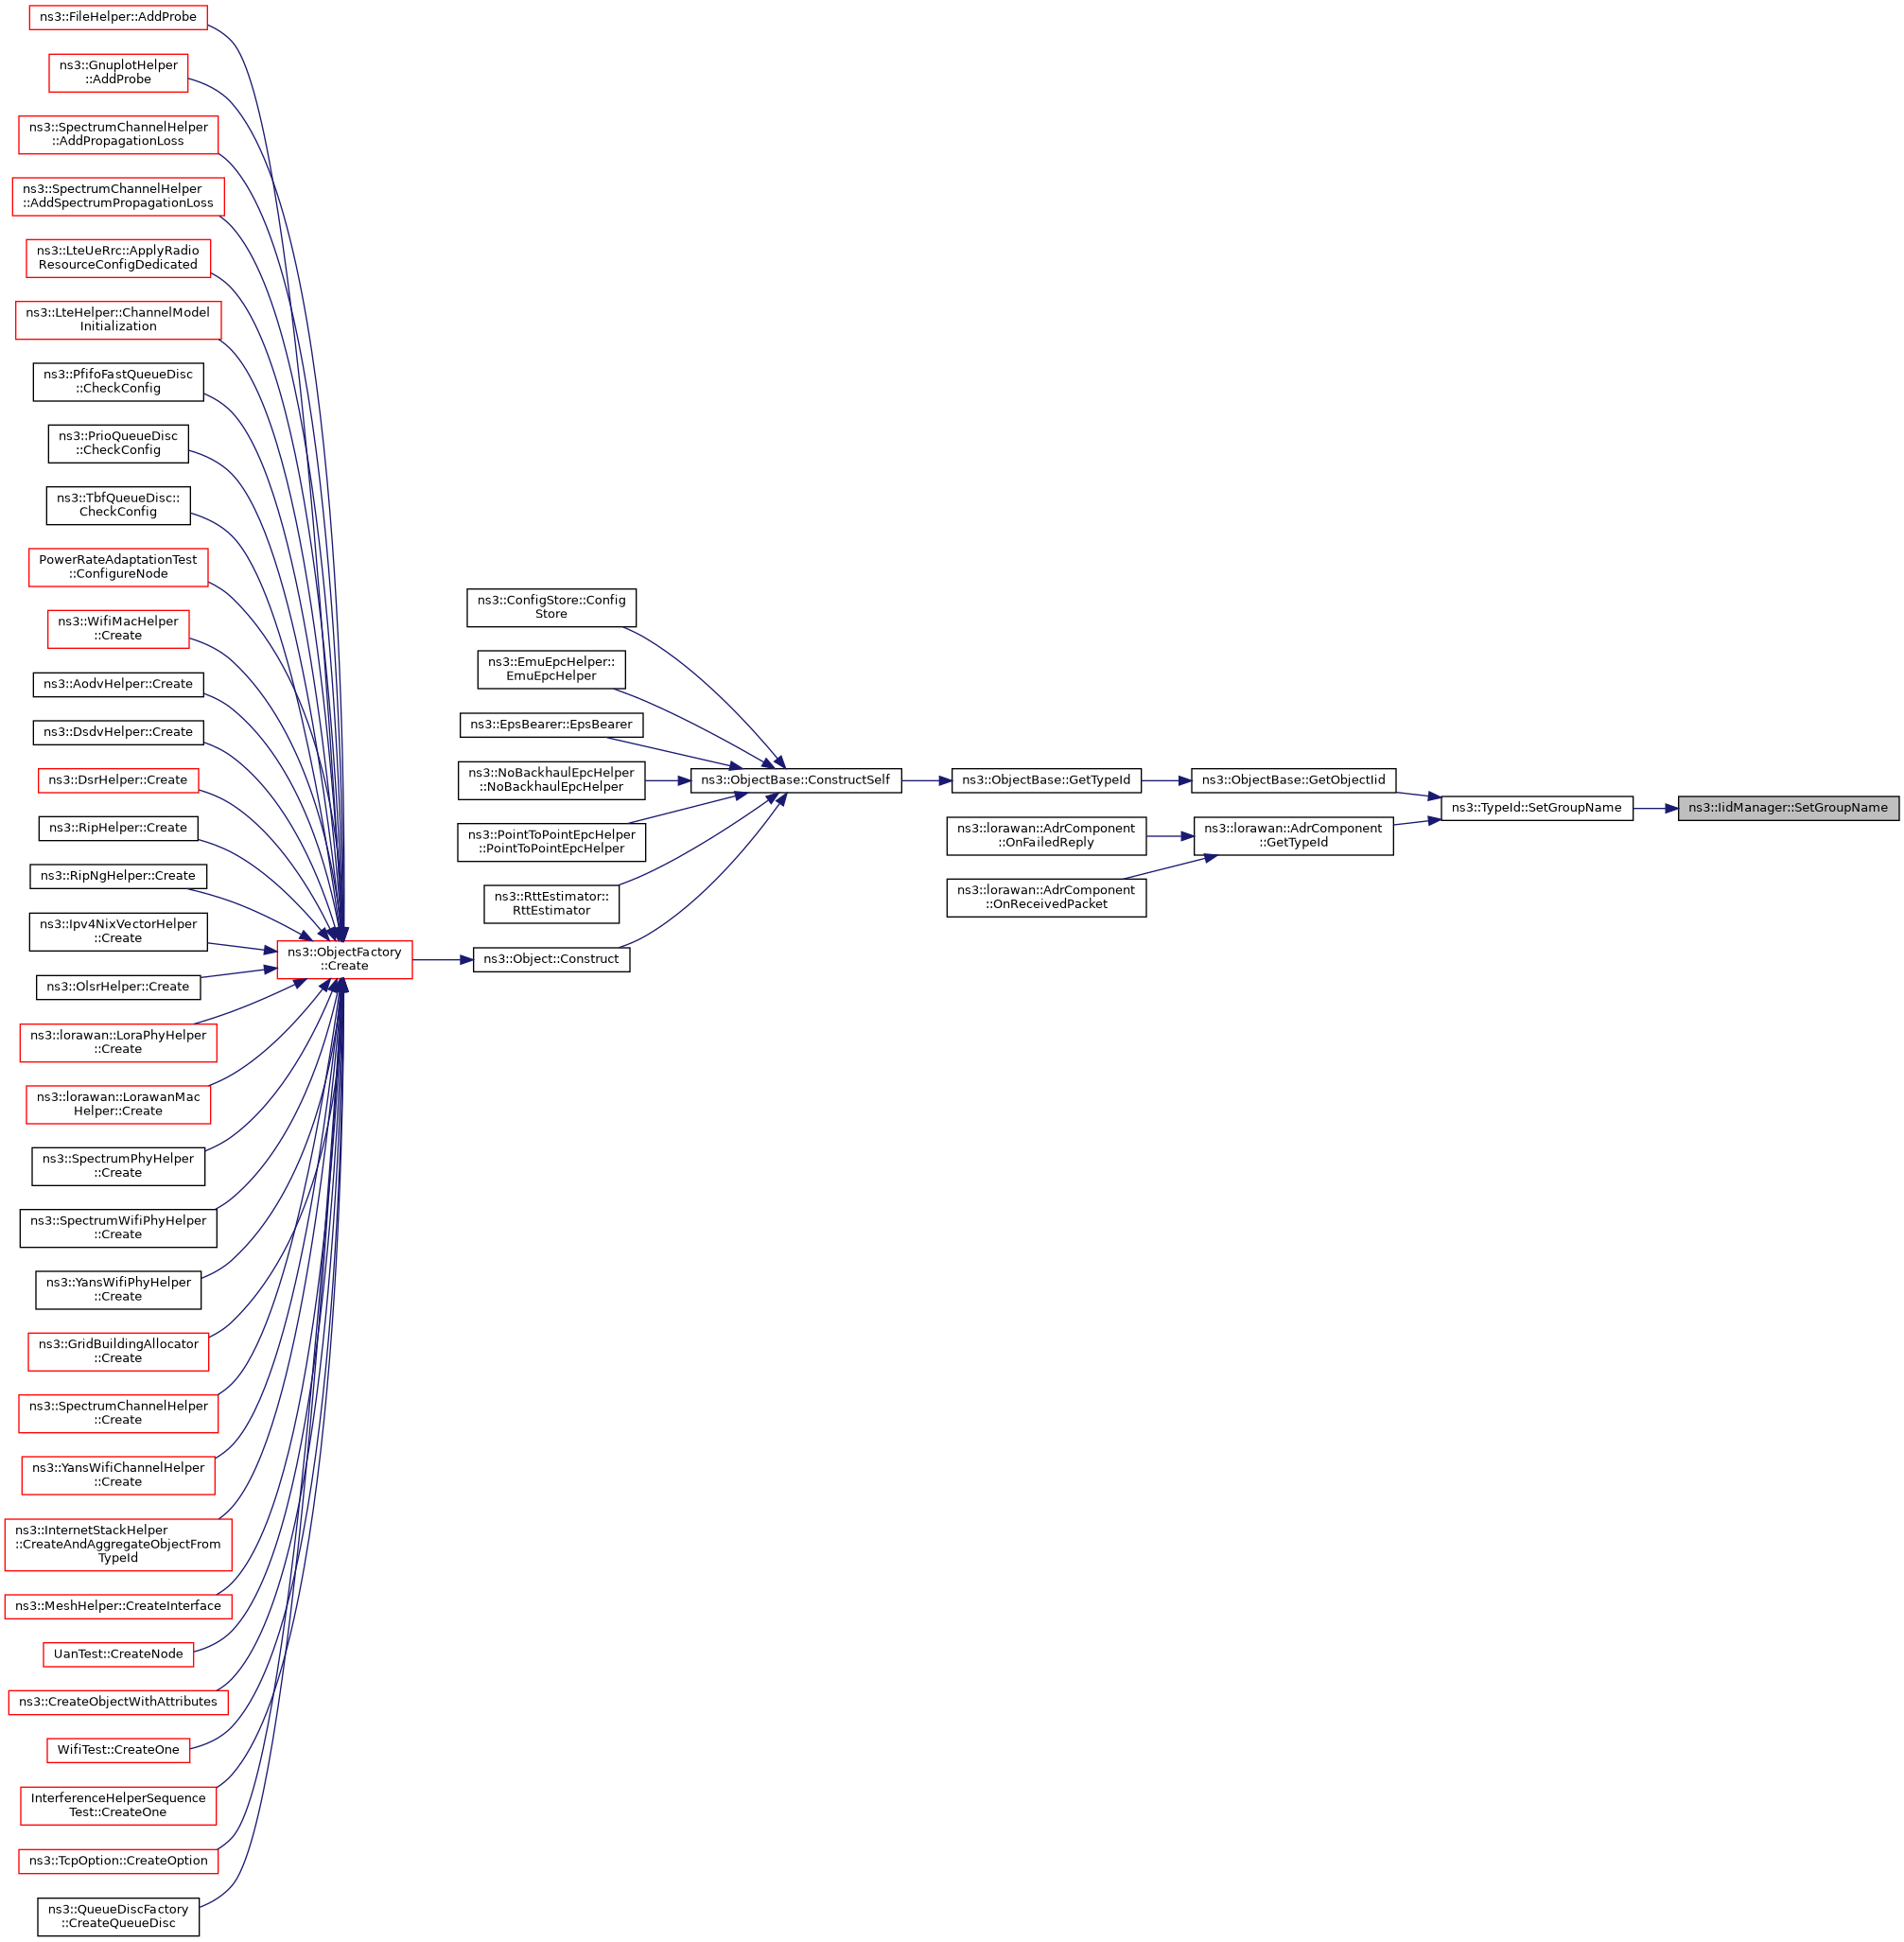 ns3::FileHelper::AddProbe
ns3::GnuplotHelper
::AddProbe
ns3::SpectrumChannelHelper
::AddPropagationLoss
ns3::SpectrumChannelHelper
::AddSpectrumPropagationLoss
ns3::LteUeRrc::ApplyRadio
ResourceConfigDedicated
ns3::LteHelper::ChannelModel
Initialization
ns3::PfifoFastQueueDisc
::CheckConfig
ns3::PrioQueueDisc
::CheckConfig
ns3::TbfQueueDisc::
CheckConfig
PowerRateAdaptationTest
::ConfigureNode
ns3::WifiMacHelper
::Create
ns3::AodvHelper::Create
ns3::DsdvHelper::Create
ns3::DsrHelper::Create
ns3::RipHelper::Create
ns3::RipNgHelper::Create
ns3::Ipv4NixVectorHelper
::Create
ns3::OlsrHelper::Create
ns3::lorawan::LoraPhyHelper
::Create
ns3::lorawan::LorawanMac
Helper::Create
ns3::SpectrumPhyHelper
::Create
ns3::SpectrumWifiPhyHelper
::Create
ns3::YansWifiPhyHelper
::Create
ns3::GridBuildingAllocator
::Create
ns3::SpectrumChannelHelper
::Create
ns3::YansWifiChannelHelper
::Create
ns3::InternetStackHelper
::CreateAndAggregateObjectFrom
TypeId
ns3::MeshHelper::CreateInterface
UanTest::CreateNode
ns3::CreateObjectWithAttributes
WifiTest::CreateOne
InterferenceHelperSequence
Test::CreateOne
ns3::TcpOption::CreateOption
ns3::QueueDiscFactory
::CreateQueueDisc
ns3::ObjectFactory
::Create
ns3::ConfigStore::Config
Store
ns3::EmuEpcHelper::
EmuEpcHelper
ns3::EpsBearer::EpsBearer
ns3::NoBackhaulEpcHelper
::NoBackhaulEpcHelper
ns3::PointToPointEpcHelper
::PointToPointEpcHelper
ns3::RttEstimator::
RttEstimator
ns3::Object::Construct
ns3::ObjectBase::ConstructSelf
ns3::ObjectBase::GetTypeId
ns3::lorawan::AdrComponent
::OnFailedReply
ns3::lorawan::AdrComponent
::OnReceivedPacket
ns3::ObjectBase::GetObjectIid
ns3::lorawan::AdrComponent
::GetTypeId
ns3::TypeId::SetGroupName
ns3::IidManager::SetGroupName